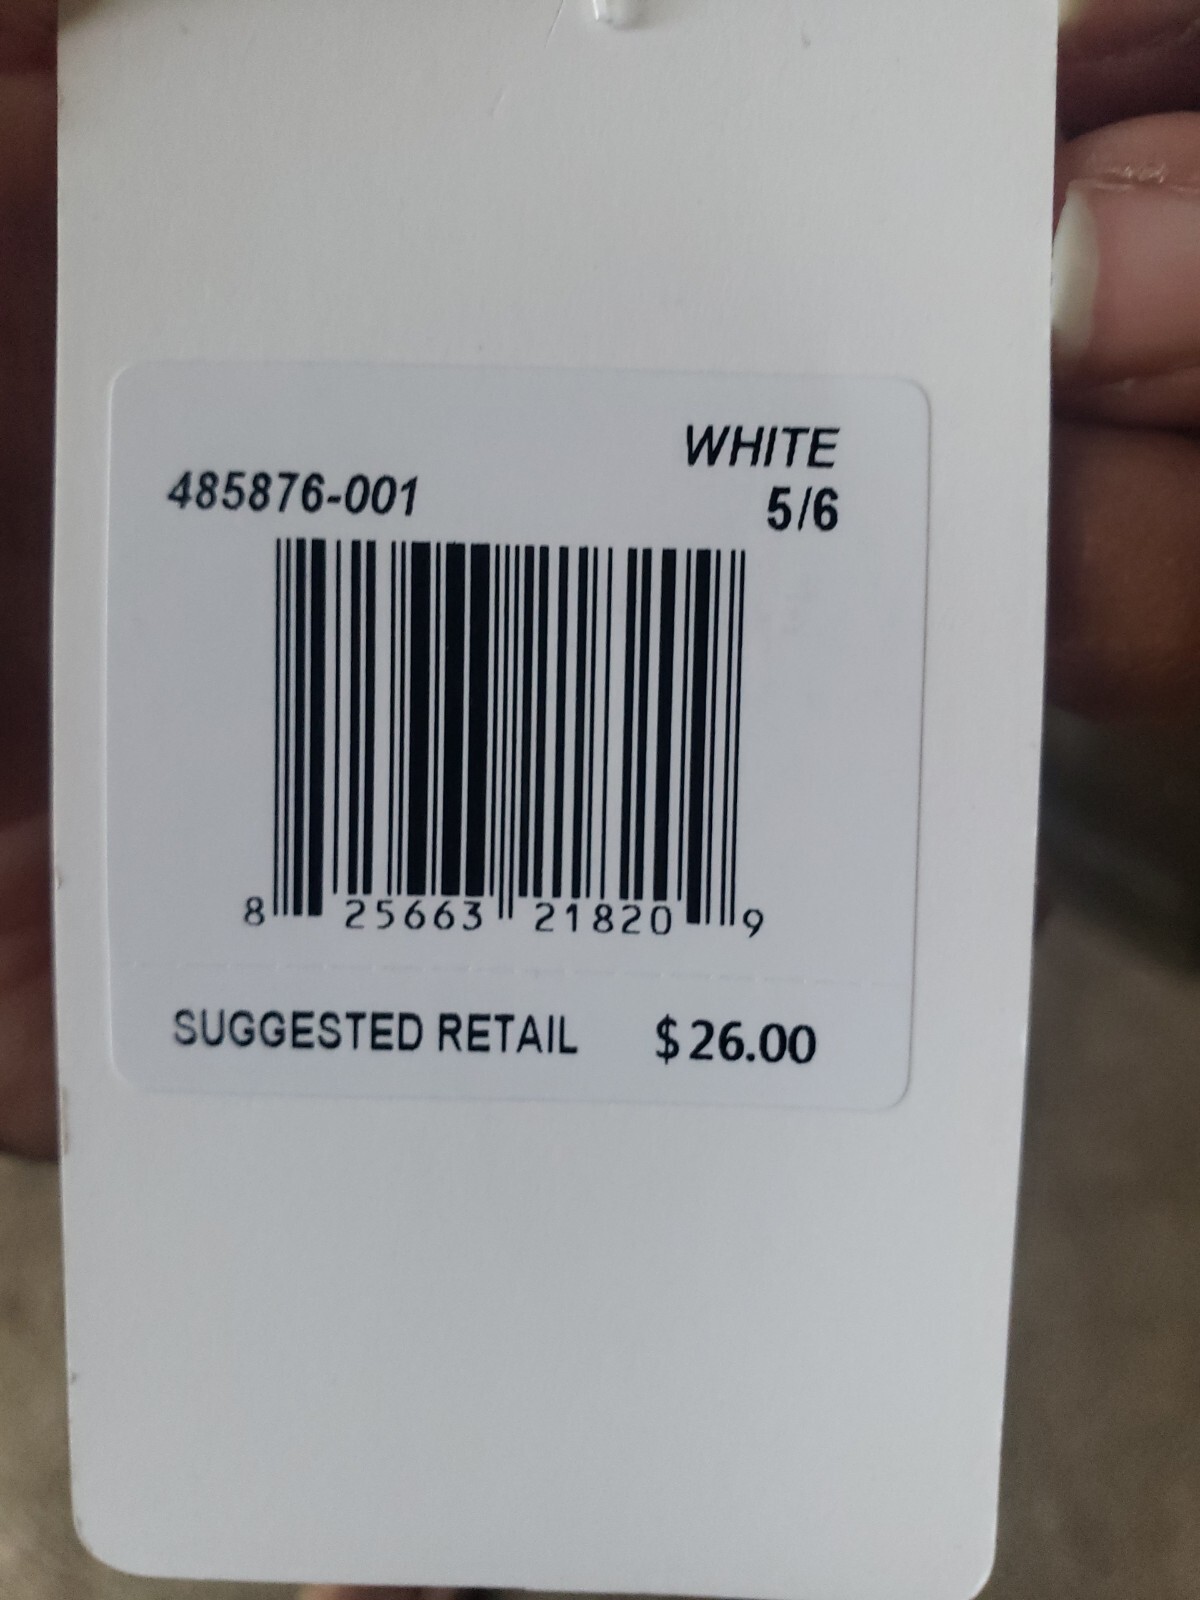 WHITE
485876-001
5/6
8 25663 21820 9
SUGGESTED RETAIL $26.00